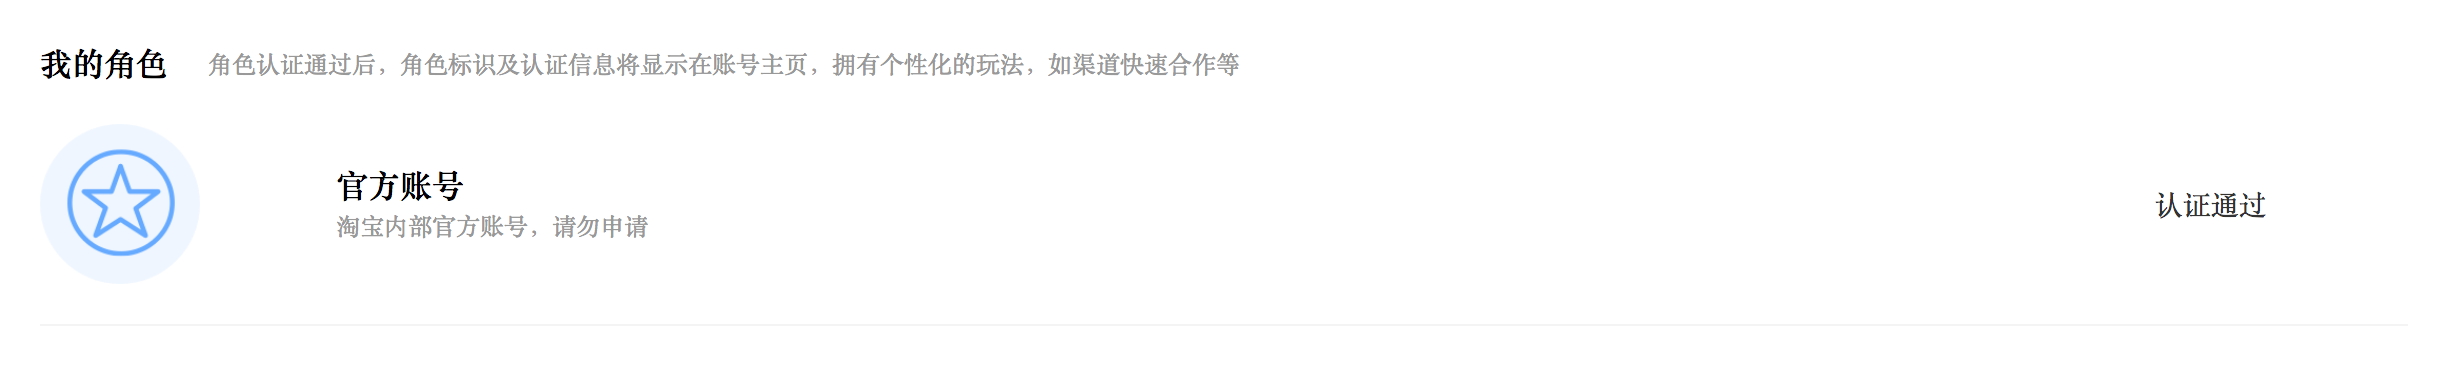 我的角色 角色认证通过后，角色标识及认证信息将显示在账号主页，拥有个性化的玩法，如渠道快速合作等
官方账号
淘宝内部官方账号，请勿申请
认证通过